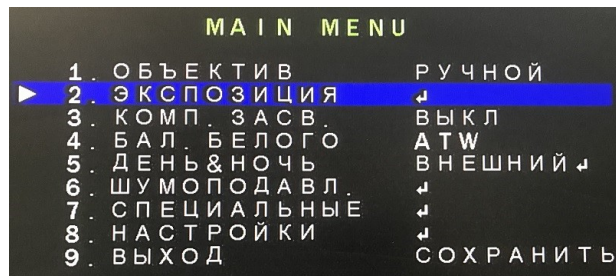 MAIN MENU
1. ОБЪЕКТИВ РУЧНОЙ
2. ЭКСПОЗИЦИЯ ↲
3. КОМП. ЗАСВ. ВЫКЛ
4. БАЛ. БЕЛОГО ATW
5. ДЕНЬ&НОЧЬ ВНЕШНИЙ↲
6. ШУМОПОДАВЛ. ↲
7. СПЕЦИАЛЬНЫЕ ↲
8. НАСТРОЙКИ ↲
9. ВЫХОД СОХРАНИТЬ